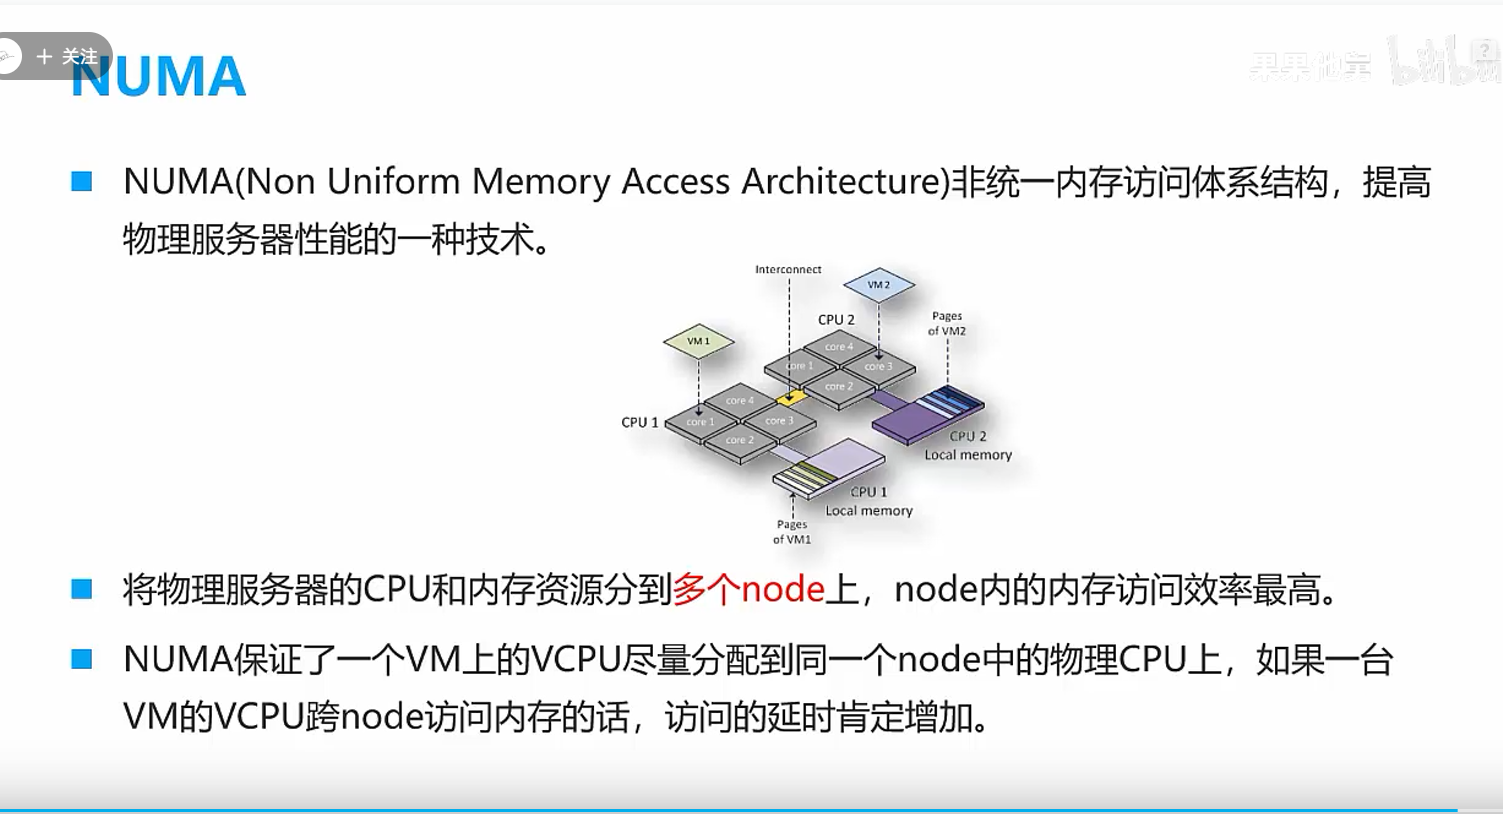 + 关注
NUMA
果果他爸
bilibili
NUMA(Non Uniform Memory Access Architecture)非统一内存访问体系结构，提高
物理服务器性能的一种技术。
Interconnect
VM 2
CPU 2
Pages
of VM2
VM 1
core 4
core 1
core 3
core 2
core 4
CPU 1
core 1
core 3
core 2
CPU 2
Local memory
CPU 1
Local memory
Pages
of VM1
将物理服务器的CPU和内存资源分到多个node上，node内的内存访问效率最高。
NUMA保证了一个VM上的VCPU尽量分配到同一个node中的物理CPU上，如果一台
VM的VCPU跨node访问内存的话，访问的延时肯定增加。